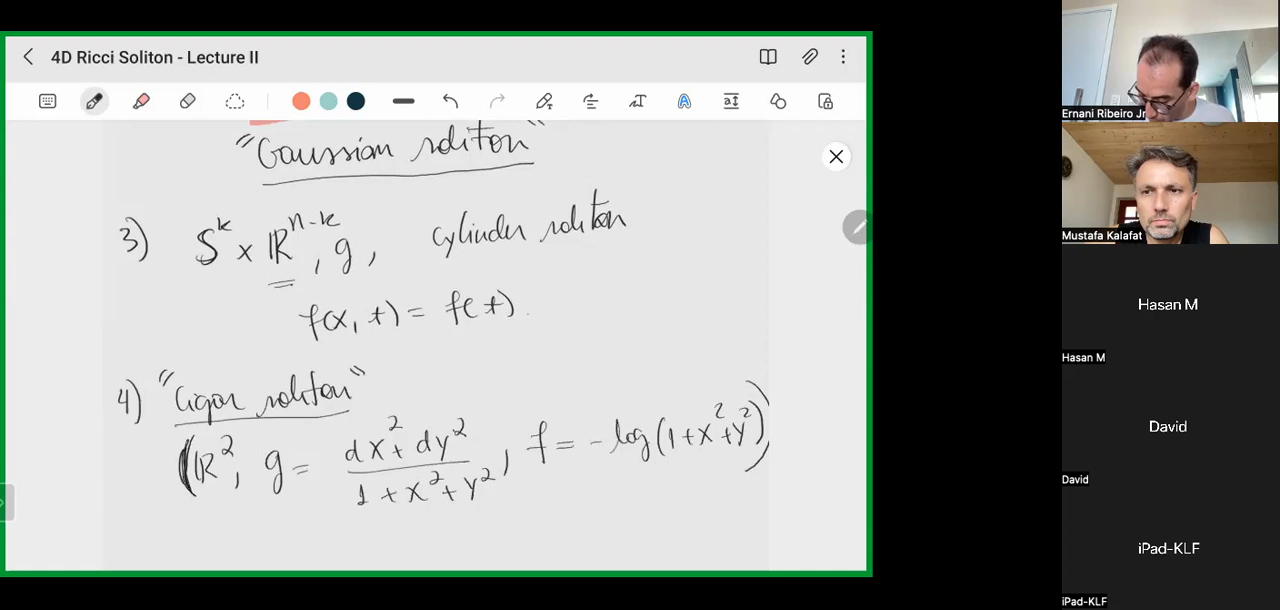 4D Ricci Soliton - Lecture II
"Gaussian soliton"
3) S^k × ℝ^{n-k}, g, cylinder soliton
f(x, t) = f(t).
4) "Cigar soliton"
(ℝ², g = (dx² + dy²)/(1 + x² + y²), f = -log(1+x²+y²))
Ernani Ribeiro Jr
Mustafa Kalafat
Hasan M
Hasan M
David
David
iPad-KLF
iPad-KLF